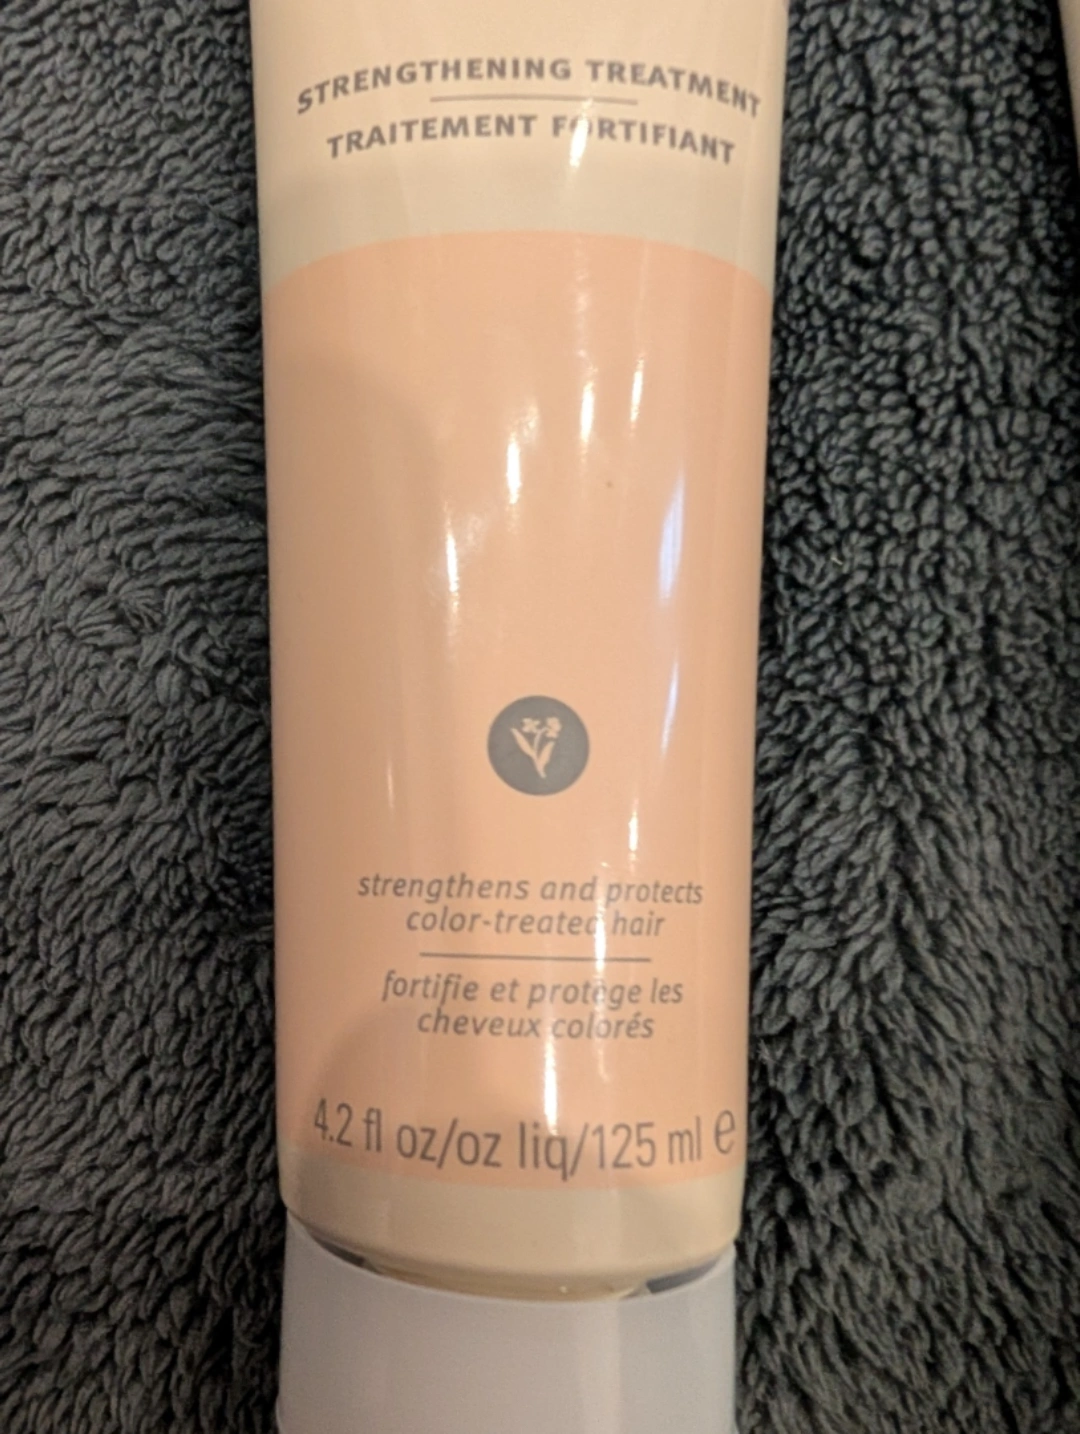 STRENGTHENING TREATMENT
TRAITEMENT FORTIFIANT
strengthens and protects
color-treated hair
fortifie et protège les
cheveux colorés
4.2 fl oz/oz liq/125 ml ℮